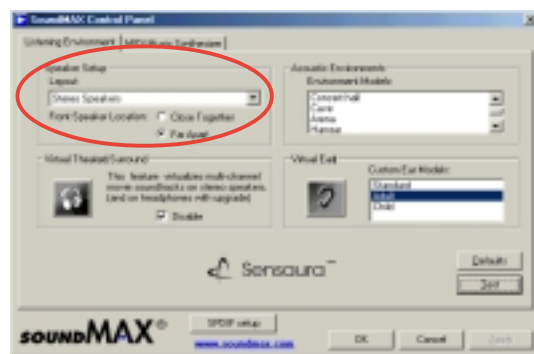 SoundMAX Control Panel
Listening Environment
MIDI Music Synthesizer
Speaker Setup
Layout:
Stereo Speakers
Front Speaker Location:
Close Together
Far Apart
Acoustic Environments
Environment Models:
Concert hall
Cave
Arena
Hangar
Virtual Theater Surround
This feature virtualizes multi-channel
movie soundtracks on stereo speakers.
(and on headphones with upgrade)
Disable
Virtual Ear
Custom Ear Models:
Standard
Adult
Child
Sensaura™
Defaults
Test
SOUNDMAX®
SPDIF setup
www.soundmax.com
OK
Cancel
Apply